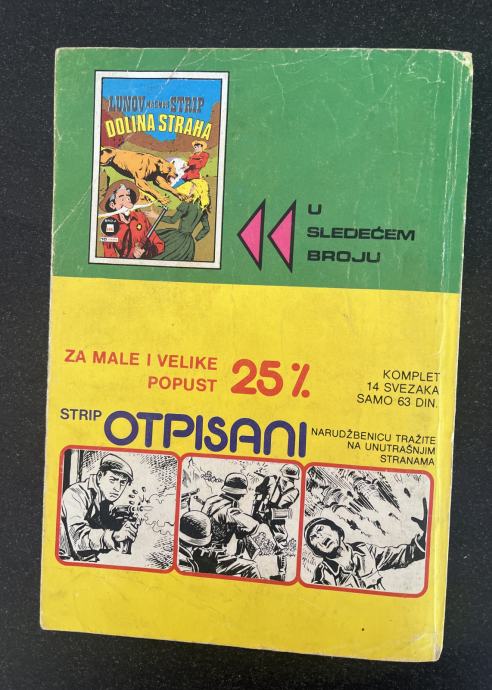 LUNOV MAGNUS STRIP
DOLINA STRAHA
U
SLEDEĆEM
BROJU
ZA MALE I VELIKE
POPUST
25%
KOMPLET
14 SVEZAKA
SAMO 63 DIN.
STRIP
OTPISANI
NARUDŽBENICU TRAŽITE
NA UNUTRAŠNJIM
STRANAMA